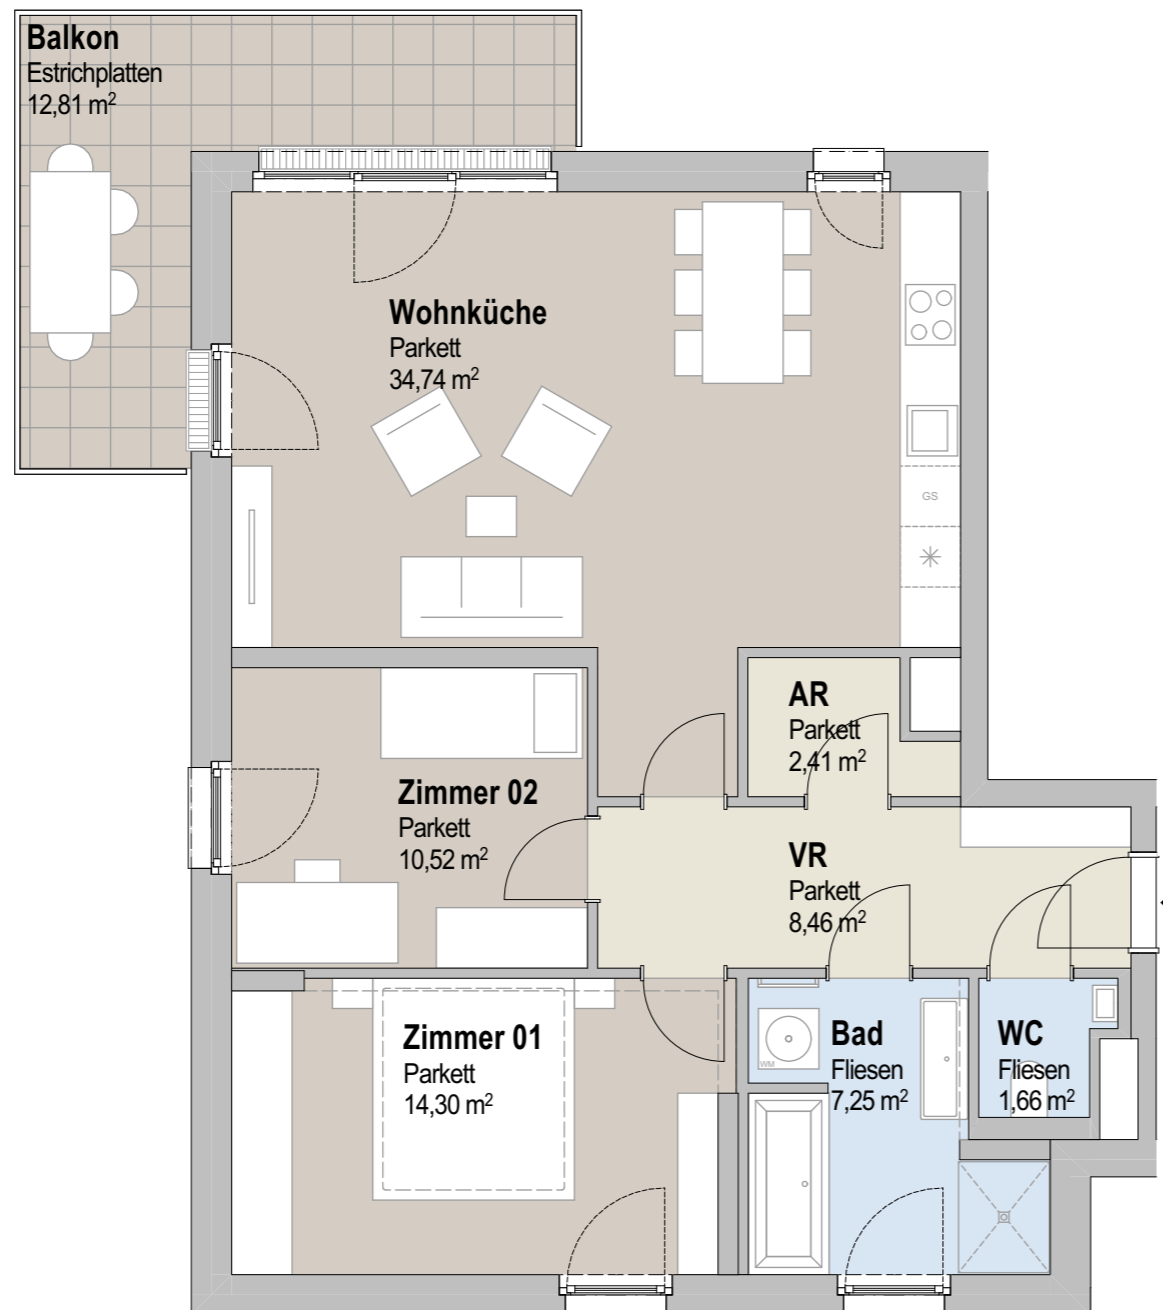 Balkon
Estrichplatten
12,81 m²
Wohnküche
Parkett
34,74 m²
GS
AR
Parkett
2,41 m²
Zimmer 02
Parkett
10,52 m²
VR
Parkett
8,46 m²
Zimmer 01
Parkett
14,30 m²
WM
Bad
Fliesen
7,25 m²
WC
Fliesen
1,66 m²